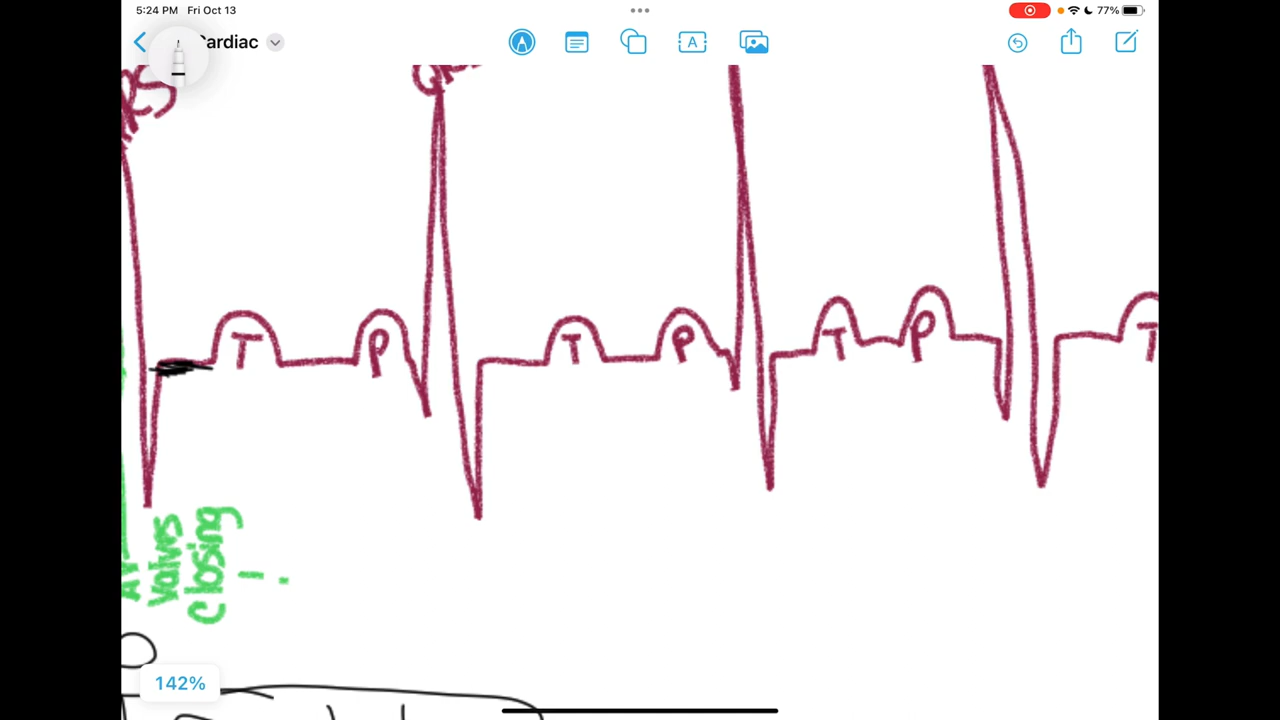 5:24 PM Fri Oct 13
77%
Cardiac
A
T
P
T
P
T
P
T
valves
closing
142%